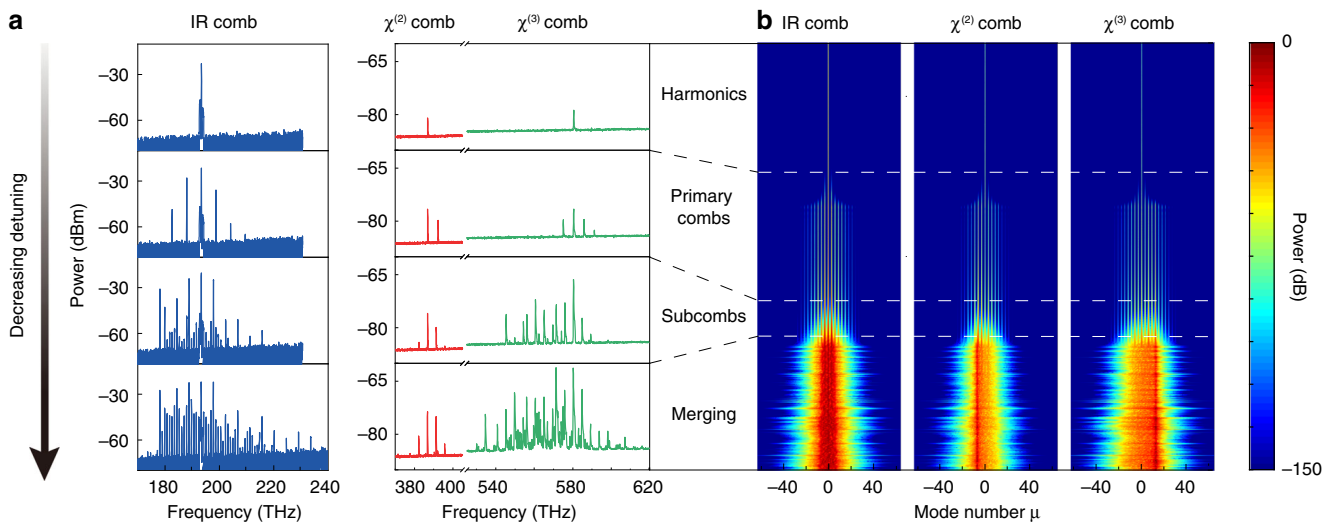 a
IR comb
χ(2) comb
χ(3) comb
b
IR comb
χ(2) comb
χ(3) comb
Decreasing detuning
Power (dBm)
–30
–60
–30
–60
–30
–60
–30
–60
–65
–80
–65
–80
–65
–80
–65
–80
Harmonics
Primary
combs
Subcombs
Merging
0
Power (dB)
–150
170 200 220 240
380 400 540 580 620
–40 0 40
–40 0 40
–40 0 40
Frequency (THz)
Frequency (THz)
Mode number μ